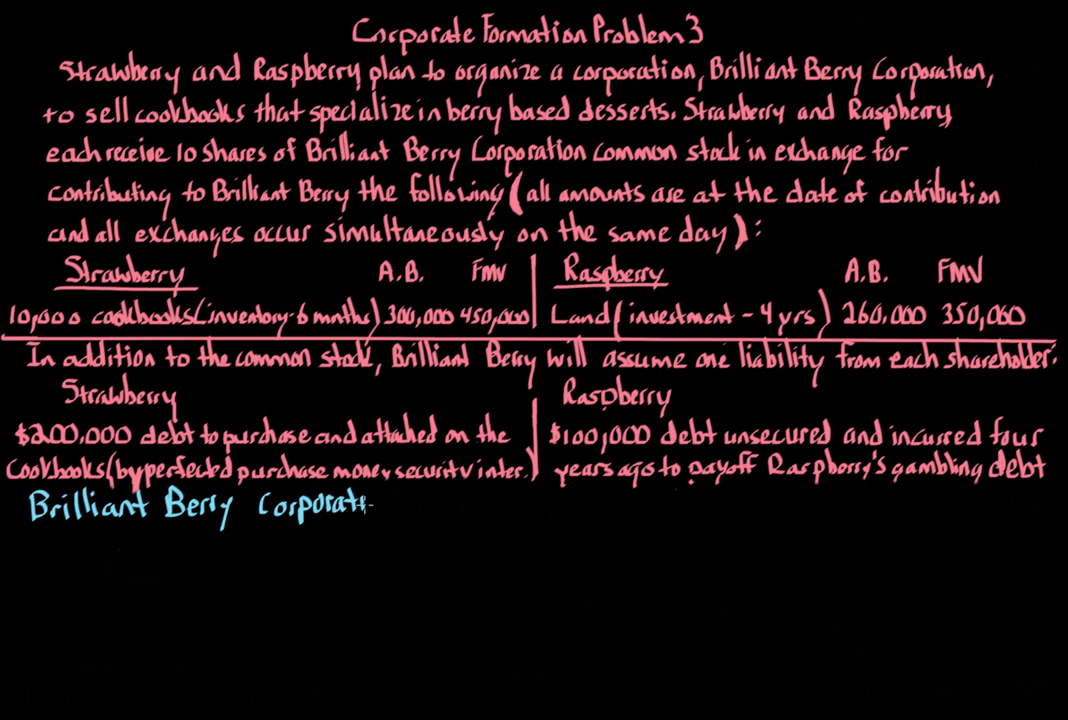 Corporate Formation Problem 3
Strawberry and Raspberry plan to organize a corporation, Brilliant Berry Corporation,
to sell cookbooks that specialize in berry based desserts. Strawberry and Raspberry
each receive 10 shares of Brilliant Berry Corporation common stock in exchange for
contributing to Brilliant Berry the following (all amounts are at the date of contribution
and all exchanges occur simultaneously on the same day):
Strawberry A.B. FMV Raspberry A.B. FMV
10,000 cookbooks (inventory-6 months) 300,000 450,000 Land (investment - 4 yrs) 260,000 350,000
In addition to the common stock, Brilliant Berry will assume one liability from each shareholder:
Strawberry Raspberry
$200,000 debt to purchase and attached on the $100,000 debt unsecured and incurred four
cookbooks (by perfected purchase money security inter.) years ago to payoff Raspberry's gambling debt
Brilliant Berry Corporati